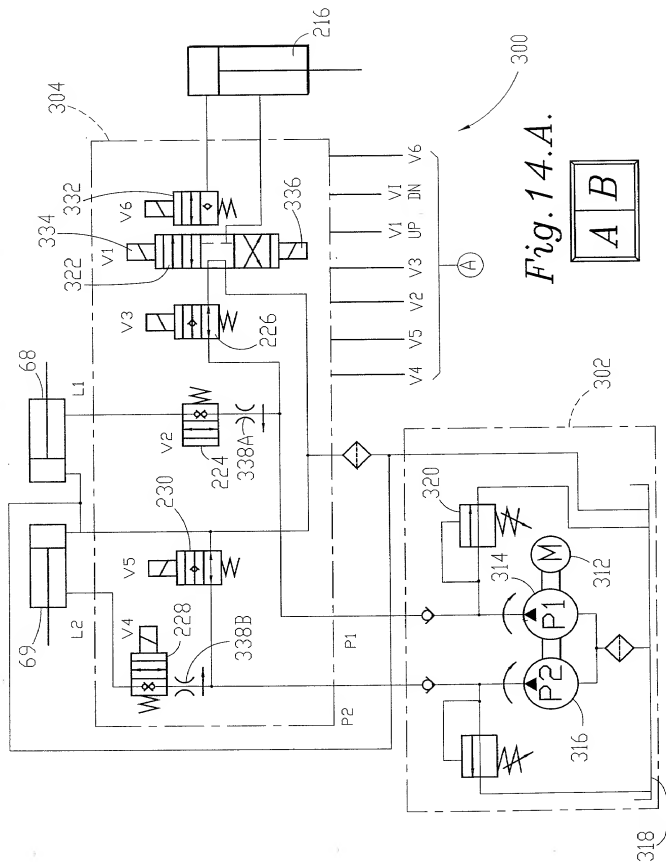 216
304
300
332
334
V6
V1
336
322
V3
226
68
L1
V2
224
338A
230
V5
69
L2
V4
228
338B
P1
P2
V4
V5
V2
V3
V1 UP
VI DN
V6
A
Fig.14.A.
A B
302
320
314
M
312
P1
P2
316
318